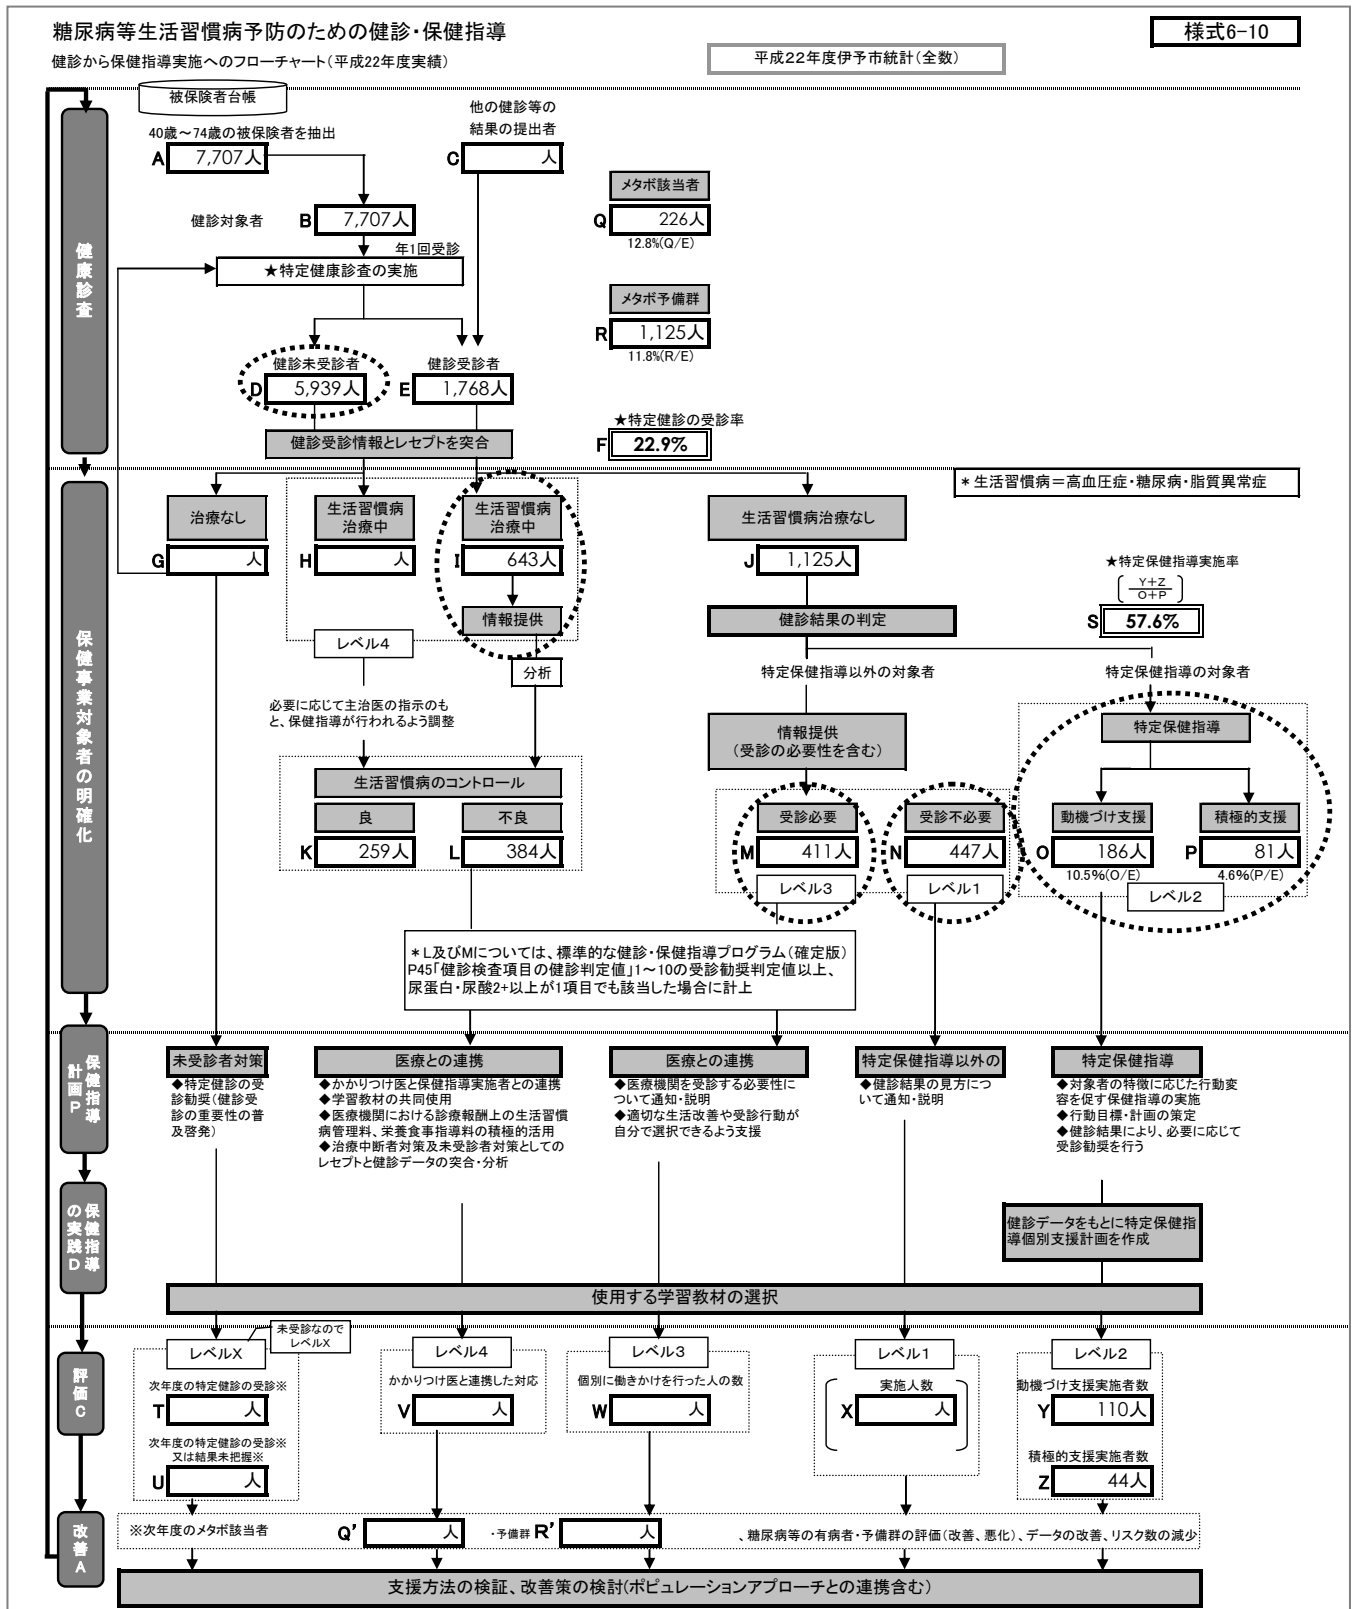 糖尿病等生活習慣病予防のための健診・保健指導
様式6-10
健診から保健指導実施へのフローチャート(平成22年度実績)
平成22年度伊予市統計(全数)
被保険者台帳
他の健診等の
結果の提出者
40歳～74歳の被保険者を抽出
A 7,707人
C 人
メタボ該当者
健診対象者 B 7,707人
Q 226人
12.8%(Q/E)
年1回受診
★特定健康診査の実施
健康診査
メタボ予備群
R 1,125人
11.8%(R/E)
健診未受診者
健診受診者
D 5,939人
E 1,768人
★特定健診の受診率
F 22.9%
健診受診情報とレセプトを突合
＊生活習慣病＝高血圧症・糖尿病・脂質異常症
治療なし
生活習慣病
治療中
生活習慣病
治療中
生活習慣病治療なし
G 人
H 人
I 643人
J 1,125人
★特定保健指導実施率
Y+Z
O+P
S 57.6%
情報提供
健診結果の判定
レベル4
分析
特定保健指導以外の対象者
特定保健指導の対象者
保健事業対象者の明確化
必要に応じて主治医の指示のも
と、保健指導が行われるよう調整
情報提供
(受診の必要性を含む)
特定保健指導
生活習慣病のコントロール
良
不良
受診必要
受診不必要
動機づけ支援
積極的支援
K 259人
L 384人
M 411人
N 447人
O 186人
P 81人
10.5%(O/E)
4.6%(P/E)
レベル3
レベル1
レベル2
＊L及びMについては、標準的な健診・保健指導プログラム(確定版)
P45「健診検査項目の健診判定値」1～10の受診勧奨判定値以上、
尿蛋白・尿酸2+以上が1項目でも該当した場合に計上
保健指導
計画P
未受診者対策
◆特定健診の受
診勧奨(健診受
診の重要性の普
及啓発)
医療との連携
◆かかりつけ医と保健指導実施者との連携
◆学習教材の共同使用
◆医療機関における診療報酬上の生活習慣
病管理料、栄養食事指導料の積極的活用
◆治療中断者対策及び未受診者対策としての
レセプトと健診データの突合・分析
医療との連携
◆医療機関を受診する必要性に
ついて通知・説明
◆適切な生活改善や受診行動が
自分で選択できるよう支援
特定保健指導以外の
◆健診結果の見方につ
いて通知・説明
特定保健指導
◆対象者の特徴に応じた行動変
容を促す保健指導の実施
◆行動目標・計画の策定
◆健診結果により、必要に応じて
受診勧奨を行う
保健指導
の実践D
健診データをもとに特定保健指
導個別支援計画を作成
使用する学習教材の選択
未受診なので
レベルX
レベルX
レベル4
レベル3
レベル1
レベル2
評価C
次年度の特定健診の受診※
T 人
かかりつけ医と連携した対応
V 人
個別に働きかけを行った人の数
W 人
実施人数
X 人
動機づけ支援実施者数
Y 110人
次年度の特定健診の受診※
又は結果未把握※
U 人
積極的支援実施者数
Z 44人
改善A
※次年度のメタボ該当者 Q' 人 ・予備群 R' 人 、糖尿病等の有病者・予備群の評価(改善、悪化)、データの改善、リスク数の減少
支援方法の検証、改善策の検討(ポピュレーションアプローチとの連携含む)